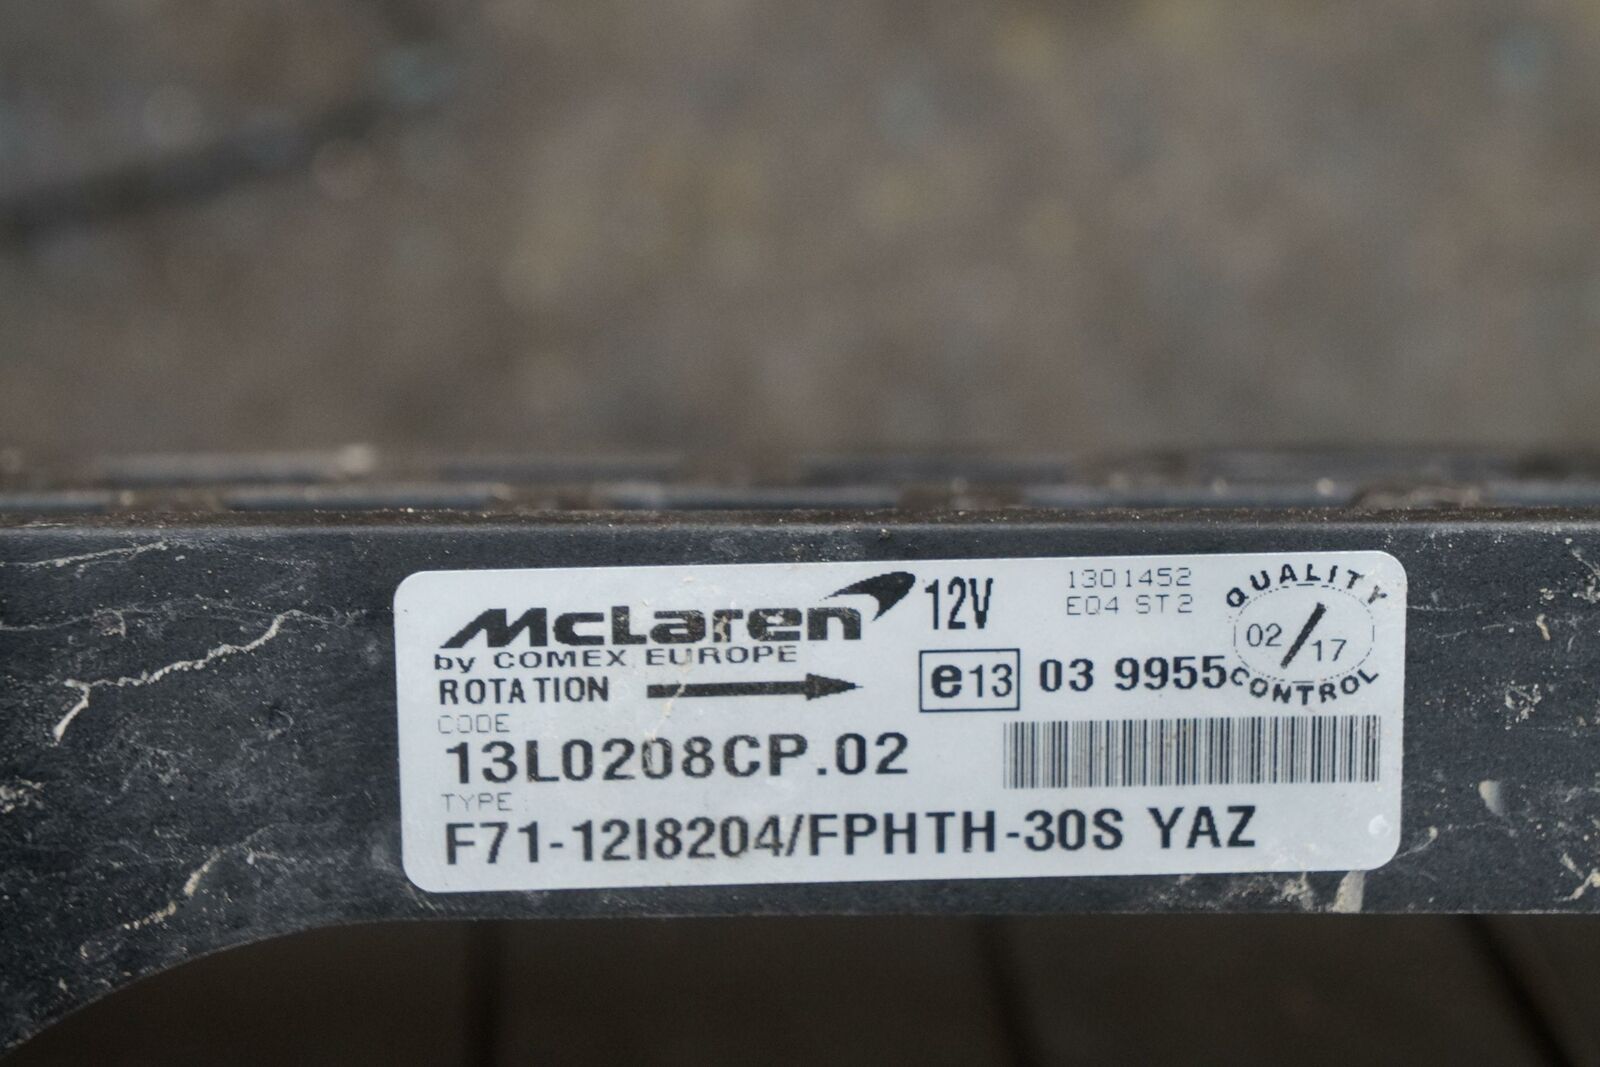 McLaren 12V
1301452
EQ4 ST2
QUALITY
02/17
CONTROL
by COMEX EUROPE
ROTATION
e13 03 9955
CODE
13L0208CP.02
TYPE
F71-12I8204/FPHTH-30S YAZ